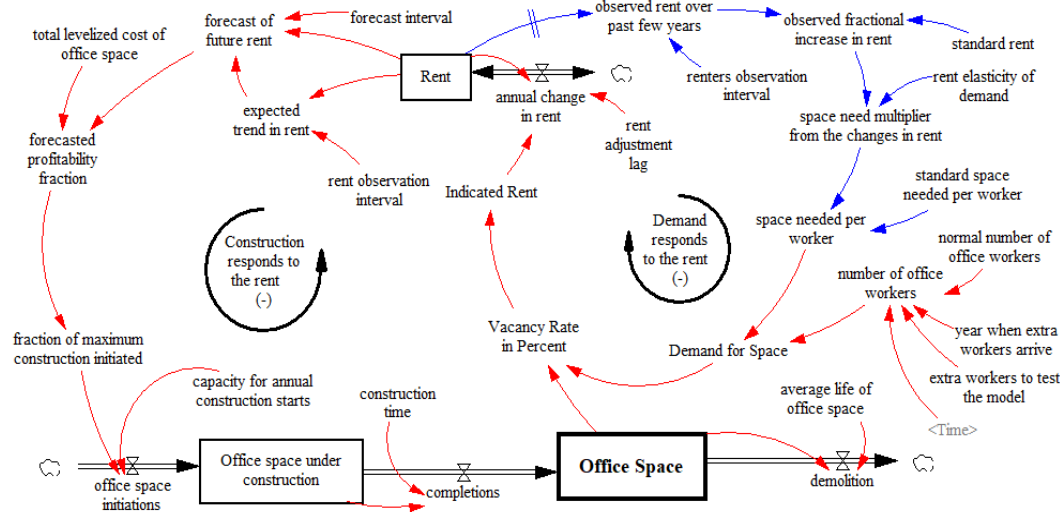 total levelized cost of
office space
forecast of
future rent
forecast interval
observed rent over
past few years
observed fractional
increase in rent
standard rent
Rent
annual change
in rent
renters observation
interval
rent elasticity of
demand
expected
trend in rent
rent
adjustment
lag
space need multiplier
from the changes in rent
forecasted
profitability
fraction
rent observation
interval
Indicated Rent
standard space
needed per worker
Construction
responds to
the rent
(-)
Demand
responds
to the rent
(-)
space needed per
worker
normal number of
office workers
number of office
workers
fraction of maximum
construction initiated
Vacancy Rate
in Percent
Demand for Space
year when extra
workers arrive
capacity for annual
construction starts
construction
time
average life of
office space
extra workers to test
the model
<Time>
office space
initiations
Office space under
construction
completions
Office Space
demolition